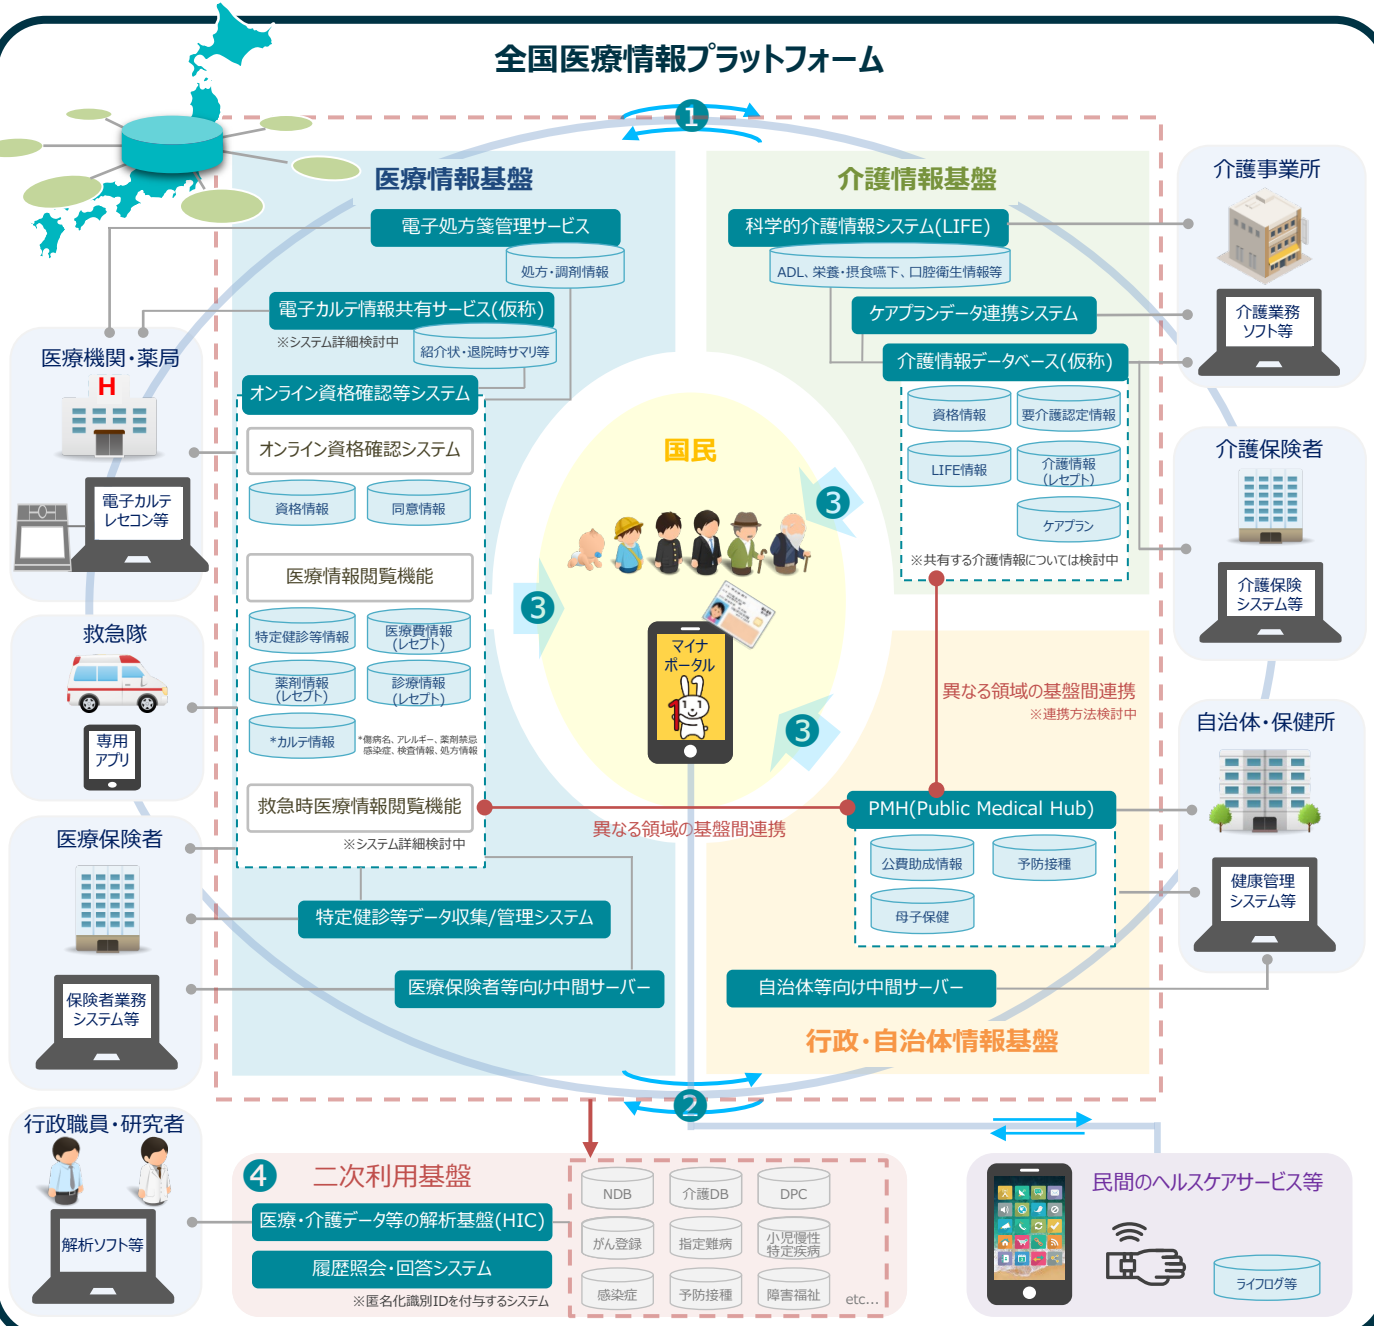 全国医療情報プラットフォーム
1
医療情報基盤
電子処方箋管理サービス
処方・調剤情報
電子カルテ情報共有サービス(仮称)
※システム詳細検討中
紹介状・退院時サマリ等
オンライン資格確認等システム
オンライン資格確認システム
資格情報
同意情報
医療情報閲覧機能
特定健診等情報
医療費情報
(レセプト)
薬剤情報
(レセプト)
診療情報
(レセプト)
*カルテ情報
*傷病名、アレルギー、薬剤禁忌
感染症、検査情報、処方情報
救急時医療情報閲覧機能
※システム詳細検討中
特定健診等データ収集/管理システム
医療保険者等向け中間サーバー
介護情報基盤
科学的介護情報システム(LIFE)
ADL、栄養・摂食嚥下、口腔衛生情報等
ケアプランデータ連携システム
介護情報データベース(仮称)
資格情報
要介護認定情報
LIFE情報
介護情報
(レセプト)
ケアプラン
※共有する介護情報については検討中
国民
3
3
3
マイナ
ポータル
1
異なる領域の基盤間連携
※連携方法検討中
異なる領域の基盤間連携
PMH(Public Medical Hub)
公費助成情報
予防接種
母子保健
自治体等向け中間サーバー
行政・自治体情報基盤
2
医療機関・薬局
H
電子カルテ
レセコン等
救急隊
専用
アプリ
医療保険者
保険者業務
システム等
行政職員・研究者
解析ソフト等
介護事業所
介護業務
ソフト等
介護保険者
介護保険
システム等
自治体・保健所
健康管理
システム等
4
二次利用基盤
医療・介護データ等の解析基盤(HIC)
履歴照会・回答システム
※匿名化識別IDを付与するシステム
NDB
介護DB
DPC
がん登録
指定難病
小児慢性
特定疾病
感染症
予防接種
障害福祉
etc...
民間のヘルスケアサービス等
ライフログ等